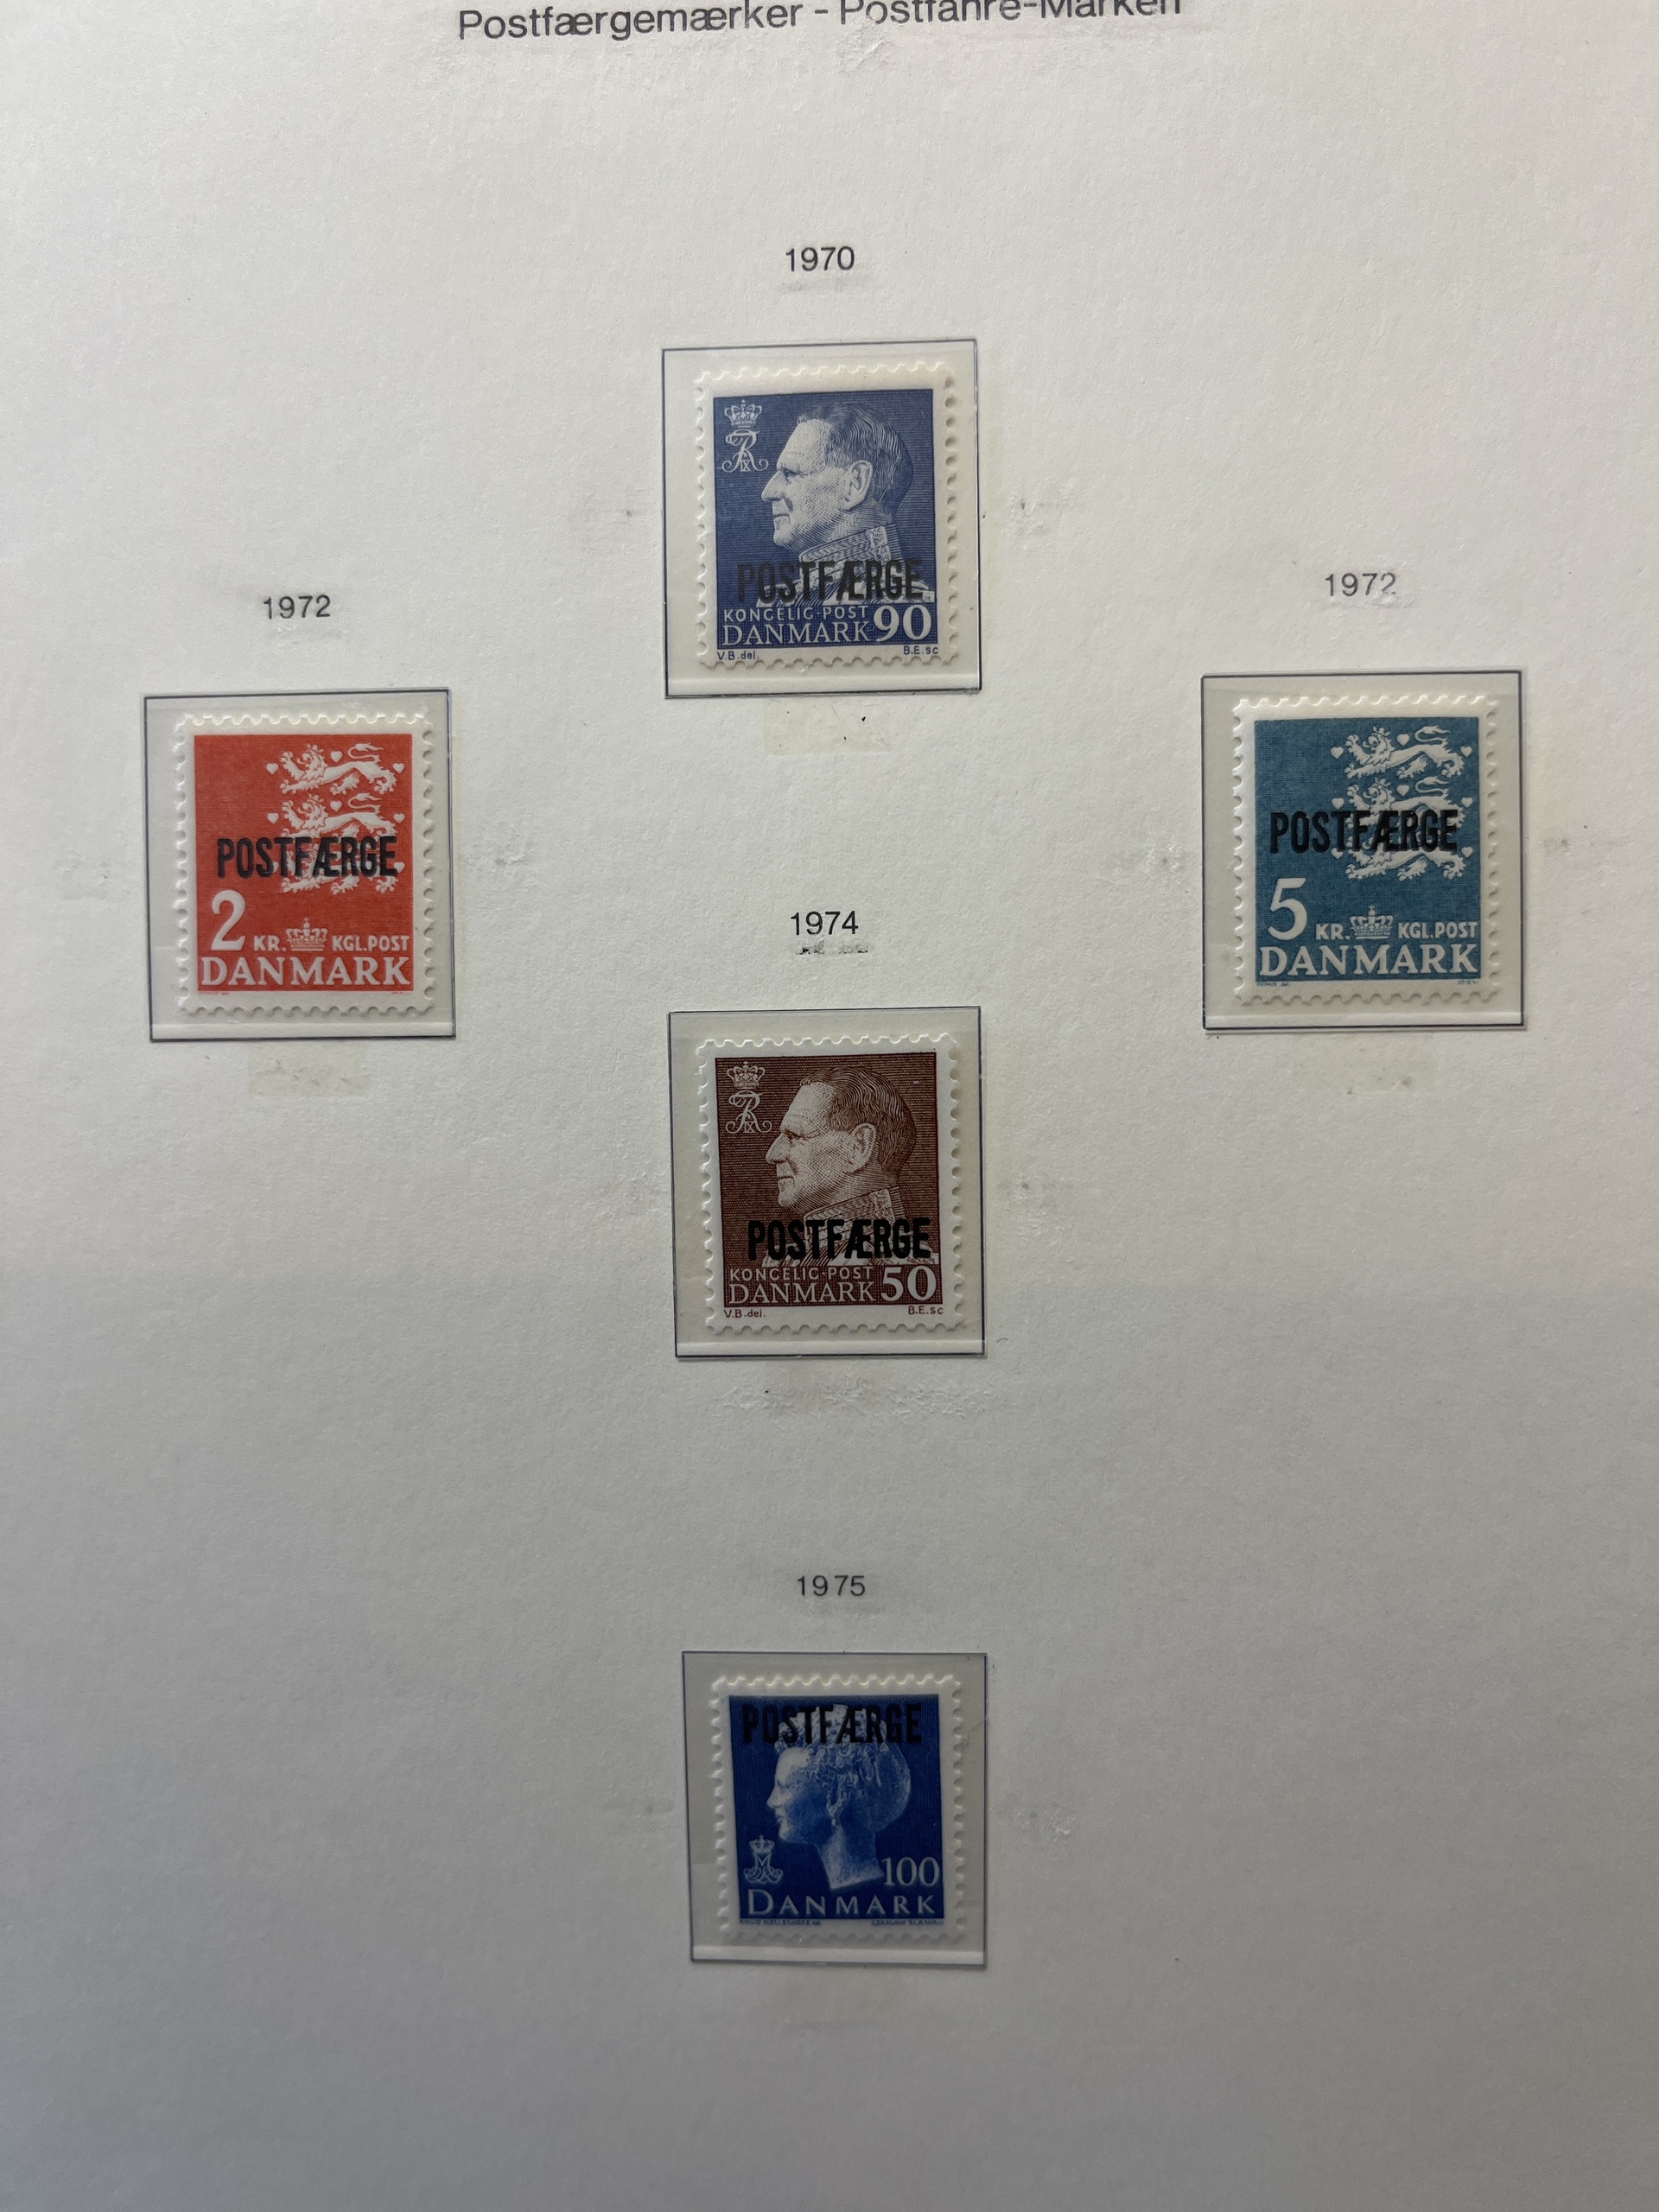 Postfærgemærker - Postfähre-Marken
1970
POSTFÆRGE
KONGELIG·POST
DANMARK 90
V.B.del. B.E.sc
1972
POSTFÆRGE
2 KR. KGL.POST
DANMARK
1972
POSTFÆRGE
5 KR. KGL.POST
DANMARK
1974
POSTFÆRGE
KONGELIG·POST
DANMARK 50
V.B.del. B.E.sc
1975
POSTFÆRGE
100
DANMARK